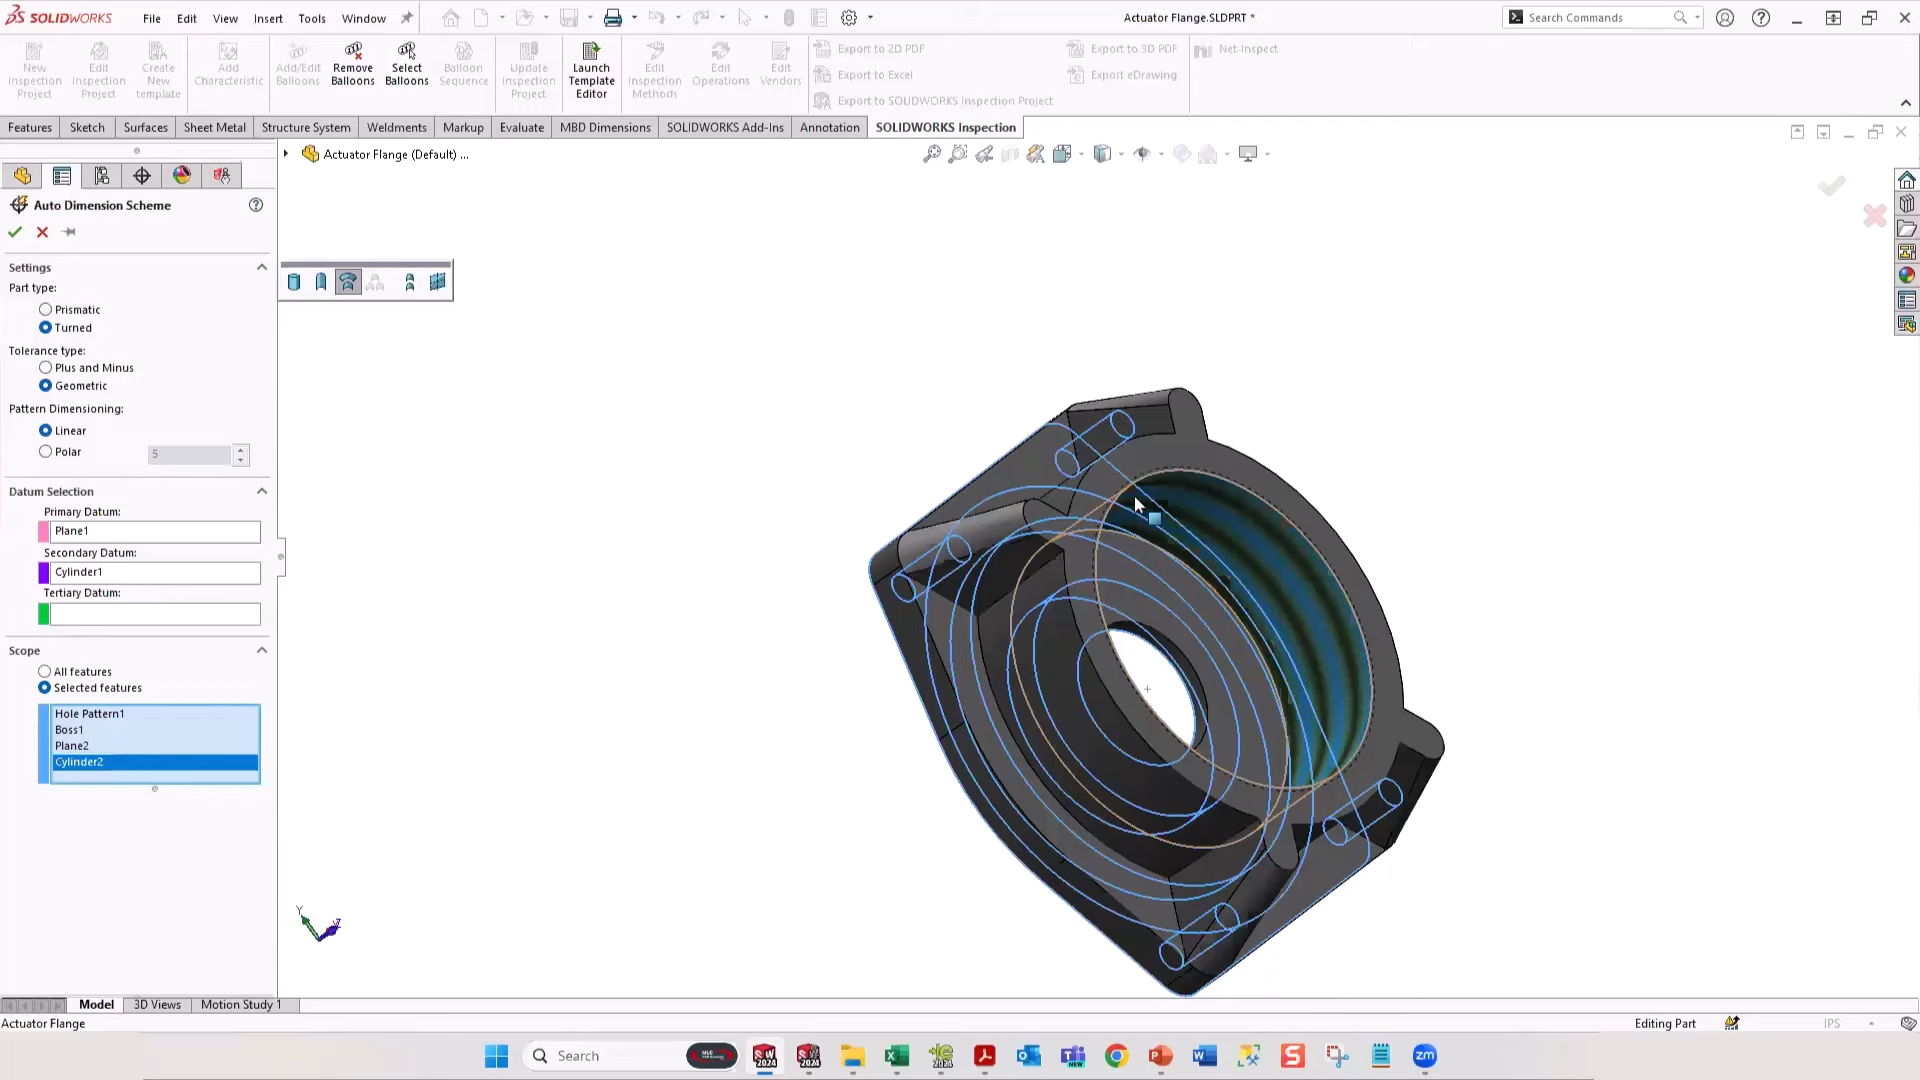 SOLIDWORKS
File
Edit
View
Insert
Tools
Window
Actuator Flange.SLDPRT *
Search Commands
New Inspection Project
Edit Inspection Project
Create New template
Add Characteristic
Add/Edit Balloons
Remove Balloons
Select Balloons
Balloon Sequence
Update Inspection Project
Launch Template Editor
Edit Inspection Methods
Edit Operations
Edit Vendors
Export to 2D PDF
Export to Excel
Export to SOLIDWORKS Inspection Project
Export to 3D PDF
Export eDrawing
Net-Inspect
Features
Sketch
Surfaces
Sheet Metal
Structure System
Weldments
Markup
Evaluate
MBD Dimensions
SOLIDWORKS Add-Ins
Annotation
SOLIDWORKS Inspection
Actuator Flange (Default) ...
Auto Dimension Scheme
Settings
Part type:
Prismatic
Turned
Tolerance type:
Plus and Minus
Geometric
Pattern Dimensioning:
Linear
Polar
5
Datum Selection
Primary Datum:
Plane1
Secondary Datum:
Cylinder1
Tertiary Datum:
Scope
All features
Selected features
Hole Pattern1
Boss1
Plane2
Cylinder2
Y
Z
Model
3D Views
Motion Study 1
Actuator Flange
Editing Part
IPS
Search
SW 2024
2024
2024
NEW
zm